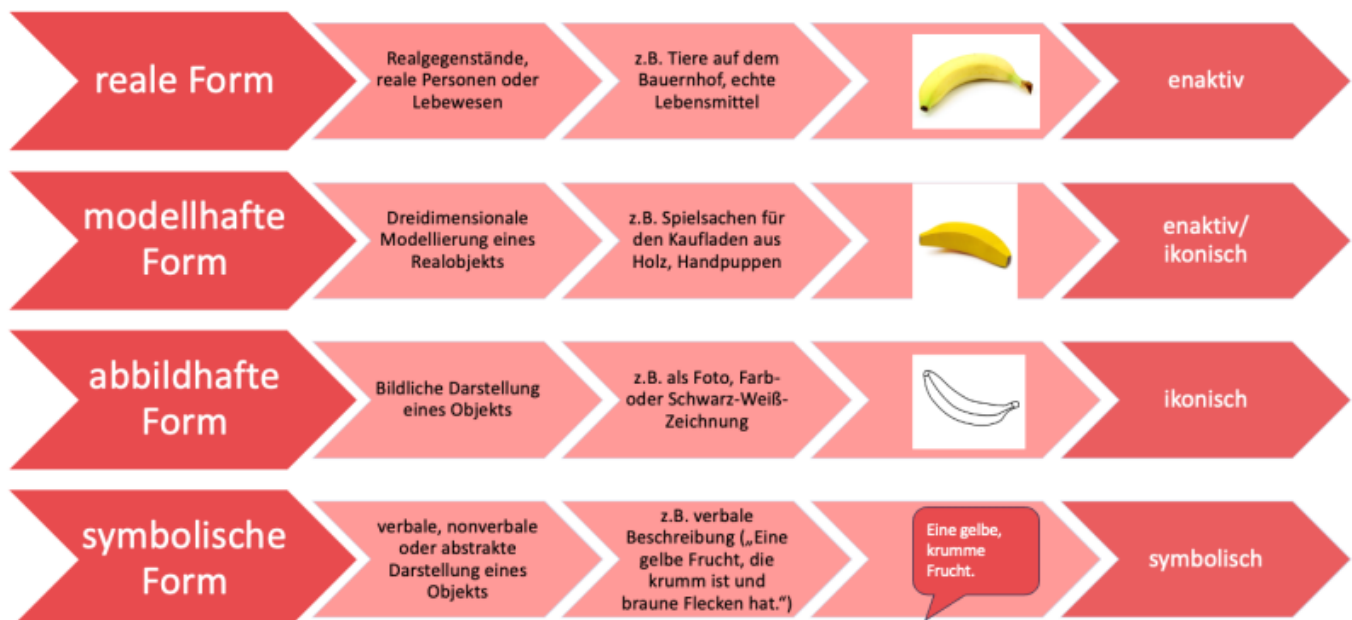 reale Form
Realgegenstände,
reale Personen oder
Lebewesen
z.B. Tiere auf dem
Bauernhof, echte
Lebensmittel
enaktiv
modellhafte
Form
Dreidimensionale
Modellierung eines
Realobjekts
z.B. Spielsachen für
den Kaufladen aus
Holz, Handpuppen
enaktiv/
ikonisch
abbildhafte
Form
Bildliche Darstellung
eines Objekts
z.B. als Foto, Farb-
oder Schwarz-Weiß-
Zeichnung
ikonisch
symbolische
Form
verbale, nonverbale
oder abstrakte
Darstellung eines
Objekts
z.B. verbale
Beschreibung („Eine
gelbe Frucht, die
krumm ist und
braune Flecken hat.“)
Eine gelbe,
krumme
Frucht.
symbolisch